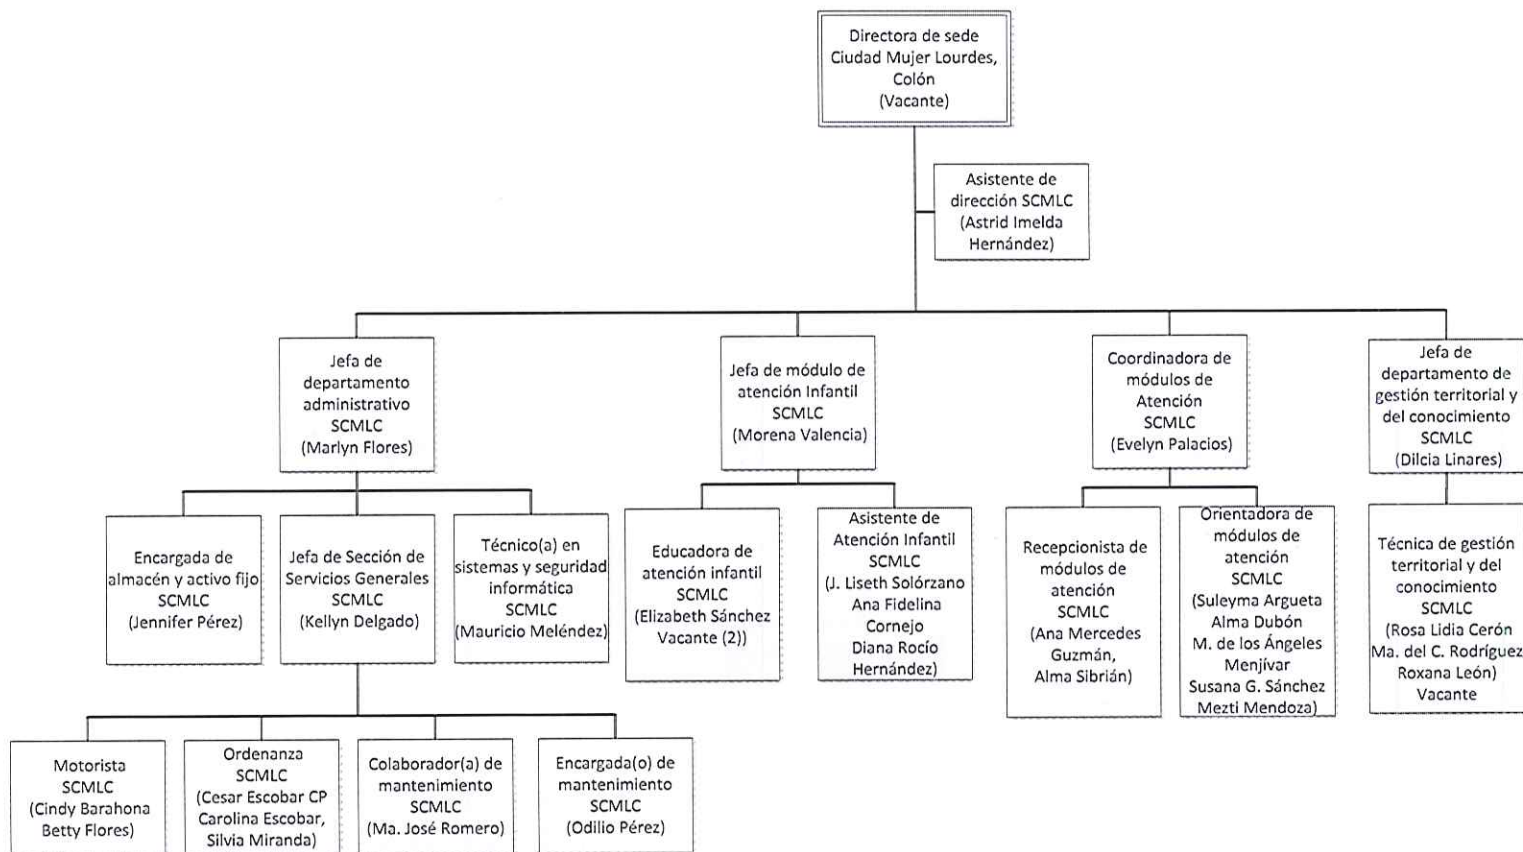 Directora de sede
Ciudad Mujer Lourdes,
Colón
(Vacante)
Asistente de
dirección SCMLC
(Astrid Imelda
Hernández)
Jefa de
departamento
administrativo
SCMLC
(Marlyn Flores)
Jefa de módulo de
atención Infantil
SCMLC
(Morena Valencia)
Coordinadora de
módulos de
Atención
SCMLC
(Evelyn Palacios)
Jefa de
departamento de
gestión territorial y
del conocimiento
SCMLC
(Dilcia Linares)
Encargada de
almacén y activo fijo
SCMLC
(Jennifer Pérez)
Jefa de Sección de
Servicios Generales
SCMLC
(Kellyn Delgado)
Técnico(a) en
sistemas y seguridad
informática
SCMLC
(Mauricio Meléndez)
Educadora de
atención infantil
SCMLC
(Elizabeth Sánchez
Vacante (2))
Asistente de
Atención Infantil
SCMLC
(J. Liseth Solórzano
Ana Fidelina
Cornejo
Diana Rocío
Hernández)
Recepcionista de
módulos de
atención
SCMLC
(Ana Mercedes
Guzmán,
Alma Sibrián)
Orientadora de
módulos de
atención
SCMLC
(Suleyma Argueta
Alma Dubón
M. de los Ángeles
Menjívar
Susana G. Sánchez
Mezti Mendoza)
Técnica de gestión
territorial y del
conocimiento
SCMLC
(Rosa Lidia Cerón
Ma. del C. Rodríguez
Roxana León)
Vacante
Motorista
SCMLC
(Cindy Barahona
Betty Flores)
Ordenanza
SCMLC
(Cesar Escobar CP
Carolina Escobar,
Silvia Miranda)
Colaborador(a) de
mantenimiento
SCMLC
(Ma. José Romero)
Encargada(o) de
mantenimiento
SCMLC
(Odilio Pérez)